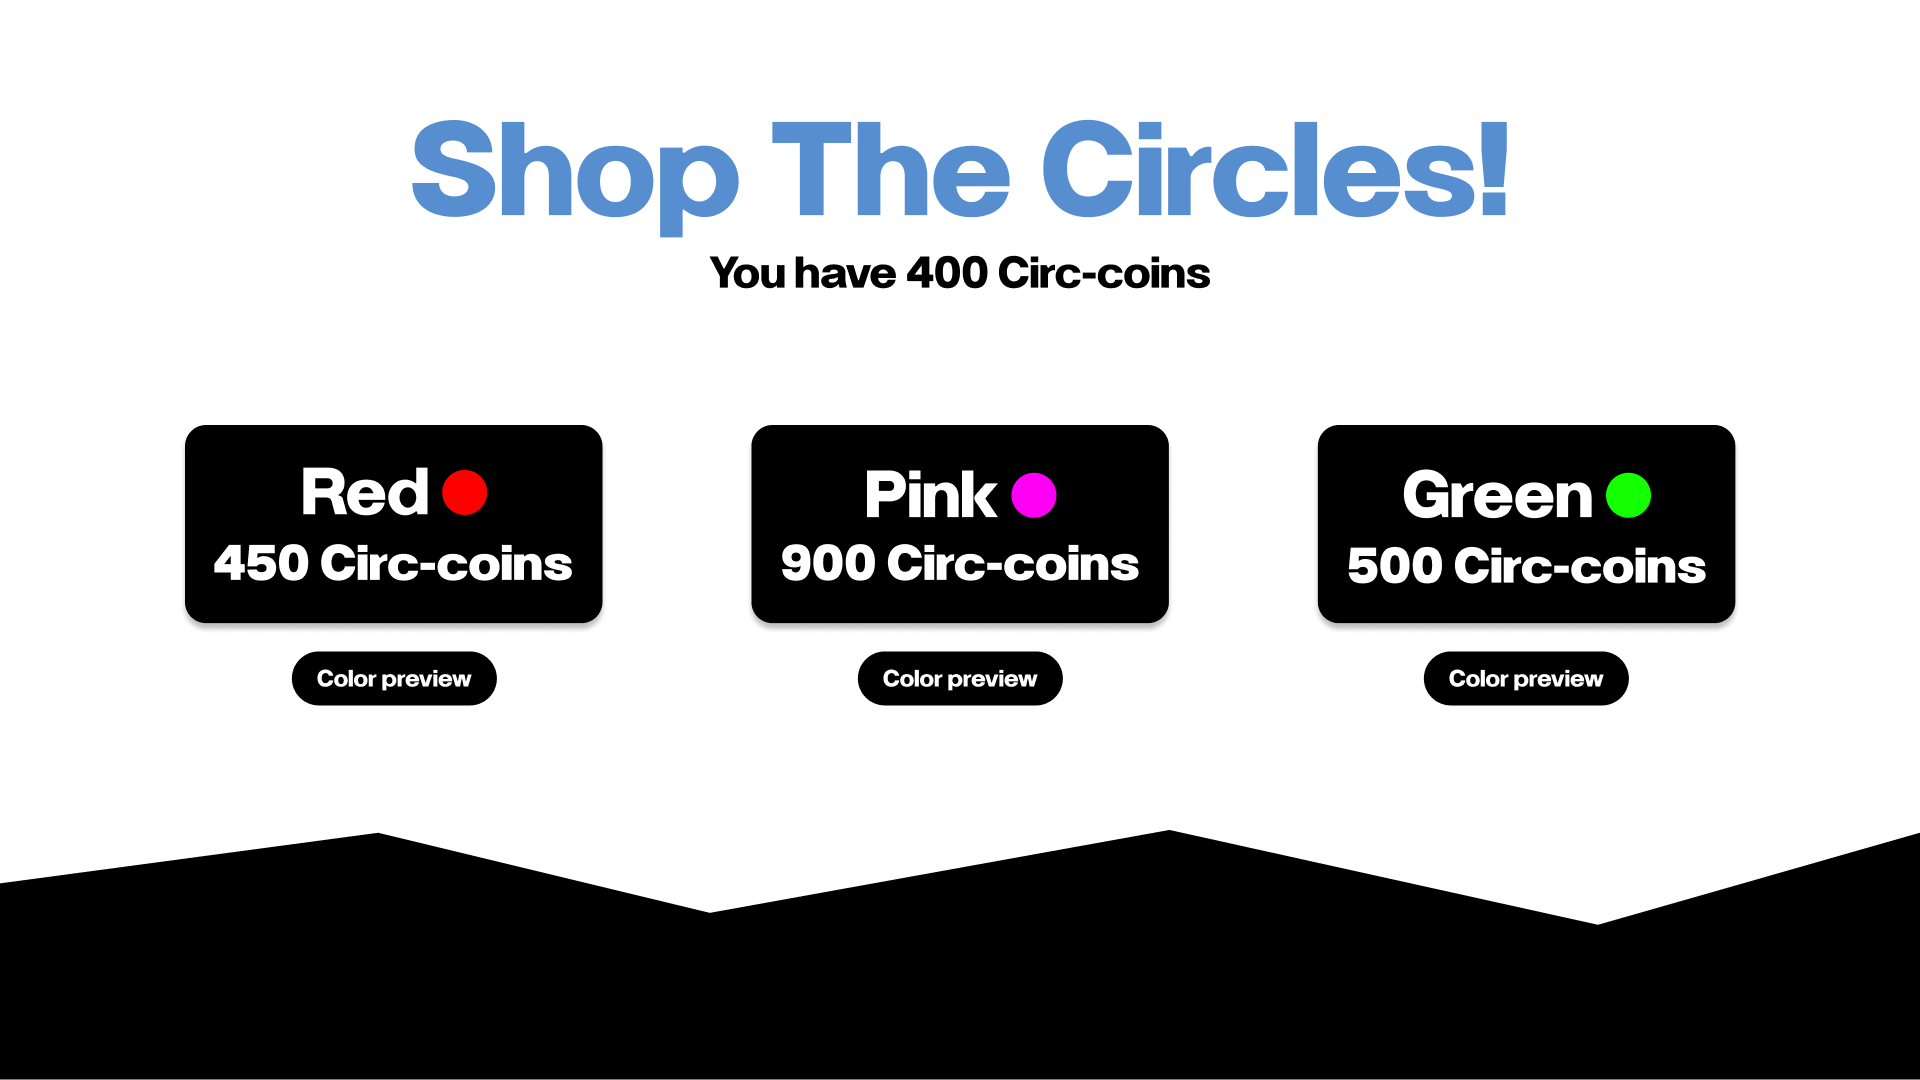 Shop The Circles!
You have 400 Circ-coins
Red
450 Circ-coins
Color preview
Pink
900 Circ-coins
Color preview
Green
500 Circ-coins
Color preview